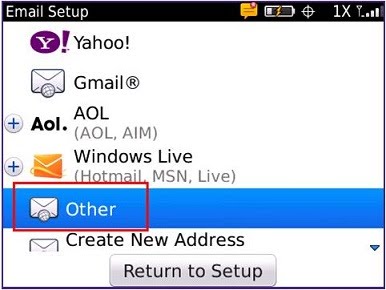 Email Setup 1X
Y! Yahoo!
Gmail®
Aol. AOL
(AOL, AIM)
Windows Live
(Hotmail, MSN, Live)
Other
Create New Address
Return to Setup